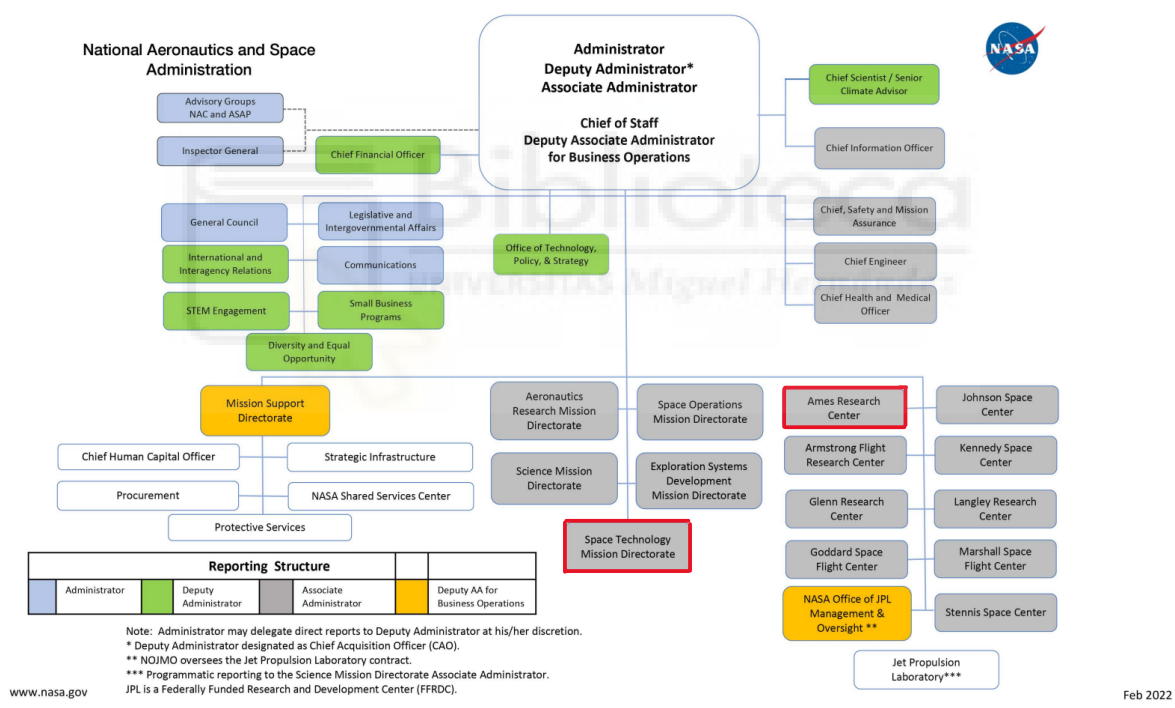 National Aeronautics and Space
Administration
Administrator
Deputy Administrator*
Associate Administrator
Chief of Staff
Deputy Associate Administrator
for Business Operations
NASA
Advisory Groups
NAC and ASAP
Inspector General
Chief Financial Officer
Chief Scientist / Senior
Climate Advisor
Chief Information Officer
Biblioteca
UNIVERSITAS Miguel Hernández
General Council
Legislative and
Intergovernmental Affairs
International and
Interagency Relations
Communications
STEM Engagement
Small Business
Programs
Diversity and Equal
Opportunity
Office of Technology,
Policy, & Strategy
Chief, Safety and Mission
Assurance
Chief Engineer
Chief Health and Medical
Officer
Mission Support
Directorate
Chief Human Capital Officer
Strategic Infrastructure
Procurement
NASA Shared Services Center
Protective Services
Aeronautics
Research Mission
Directorate
Space Operations
Mission Directorate
Science Mission
Directorate
Exploration Systems
Development
Mission Directorate
Space Technology
Mission Directorate
Ames Research
Center
Johnson Space
Center
Armstrong Flight
Research Center
Kennedy Space
Center
Glenn Research
Center
Langley Research
Center
Goddard Space
Flight Center
Marshall Space
Flight Center
NASA Office of JPL
Management &
Oversight **
Stennis Space Center
Jet Propulsion
Laboratory***
Reporting Structure
Administrator
Deputy
Administrator
Associate
Administrator
Deputy AA for
Business Operations
Note: Administrator may delegate direct reports to Deputy Administrator at his/her discretion.
* Deputy Administrator designated as Chief Acquisition Officer (CAO).
** NOJMO oversees the Jet Propulsion Laboratory contract.
*** Programmatic reporting to the Science Mission Directorate Associate Administrator.
JPL is a Federally Funded Research and Development Center (FFRDC).
www.nasa.gov
Feb 2022